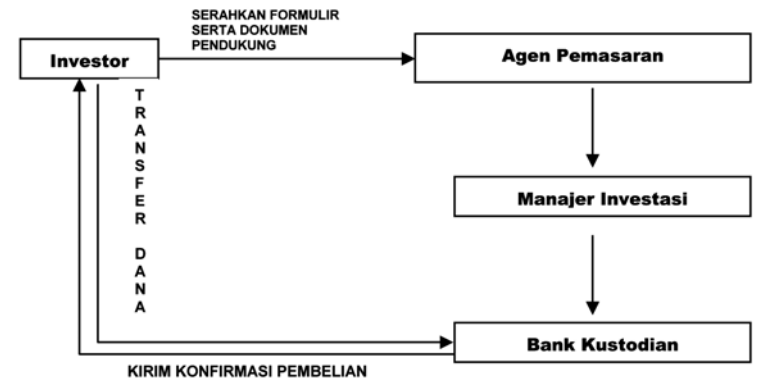 SERAHKAN FORMULIR
SERTA DOKUMEN
PENDUKUNG
Investor
Agen Pemasaran
T
R
A
N
S
F
E
R
D
A
N
A
Manajer Investasi
Bank Kustodian
KIRIM KONFIRMASI PEMBELIAN